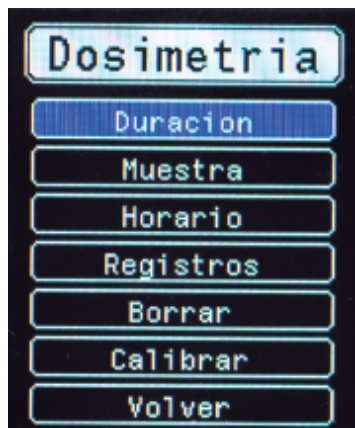 Dosimetria
Duracion
Muestra
Horario
Registros
Borrar
Calibrar
Volver